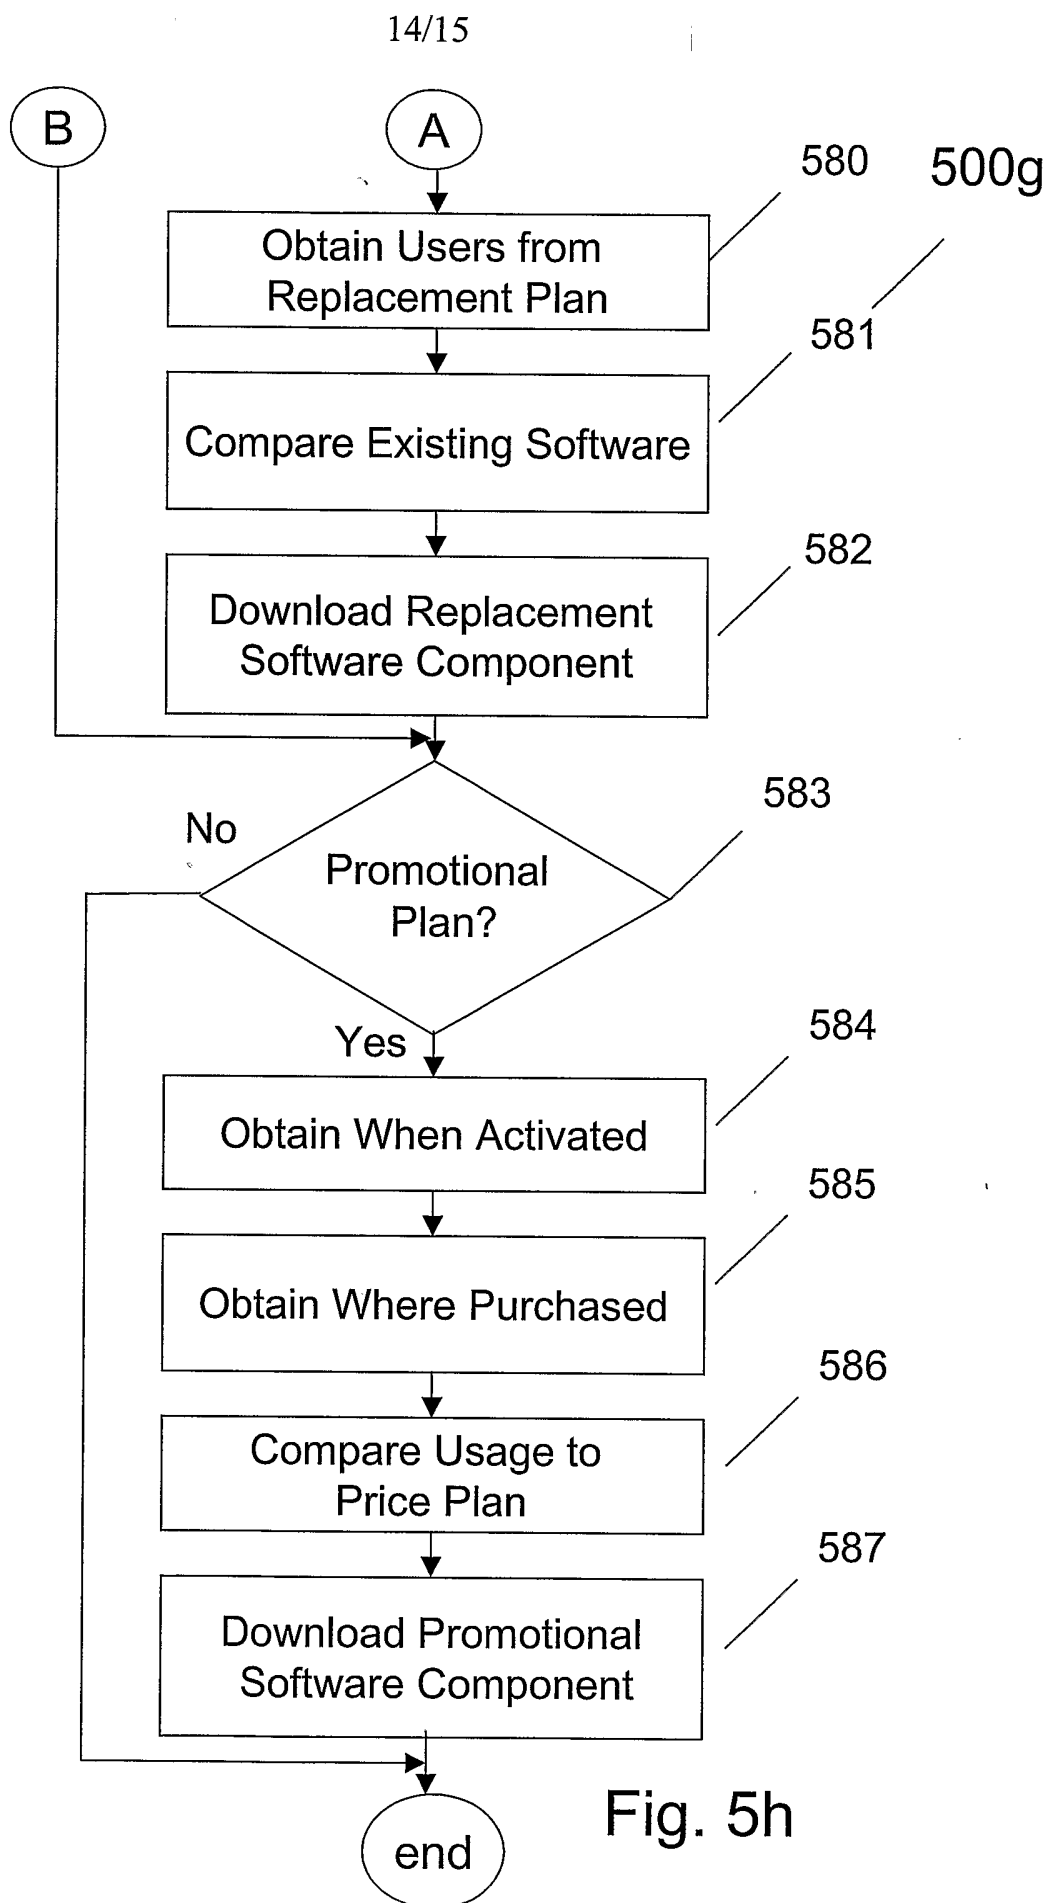 14/15
B
A
580
500g
Obtain Users from
Replacement Plan
581
Compare Existing Software
582
Download Replacement
Software Component
583
No
Promotional
Plan?
Yes
584
Obtain When Activated
585
Obtain Where Purchased
586
Compare Usage to
Price Plan
587
Download Promotional
Software Component
Fig. 5h
end